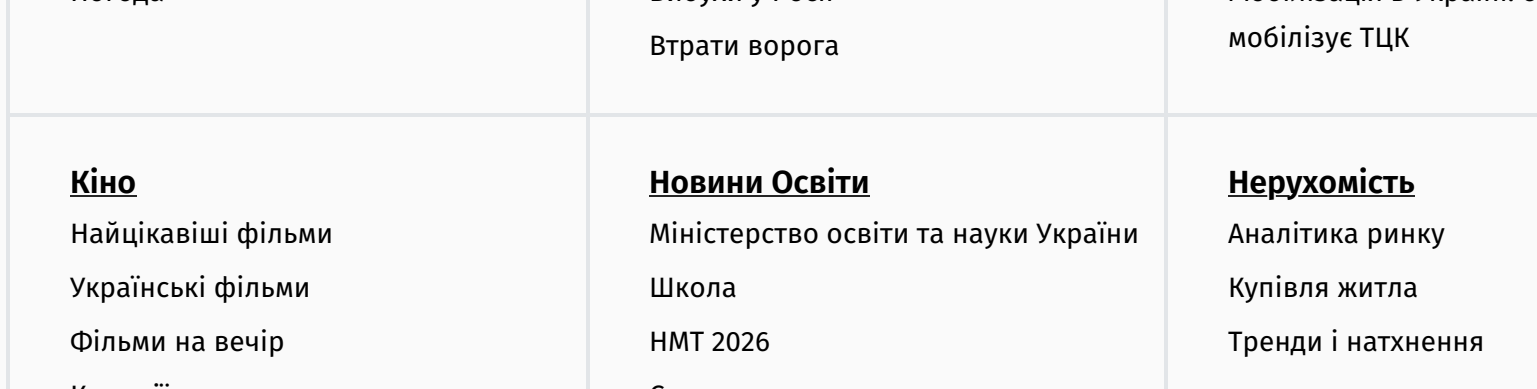 Втрати ворога
мобілізує ТЦК
Кіно
Найцікавіші фільми
Українські фільми
Фільми на вечір
Новини Освіти
Міністерство освіти та науки України
Школа
НМТ 2026
Нерухомість
Аналітика ринку
Купівля житла
Тренди і натхнення